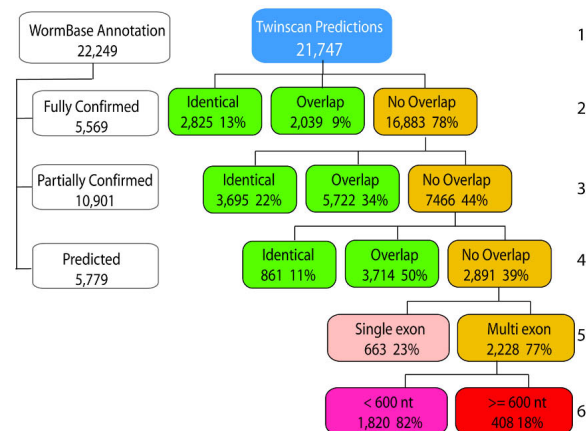 WormBase Annotation
22,249
Twinscan Predictions
21,747
1
Fully Confirmed
5,569
Identical
2,825 13%
Overlap
2,039 9%
No Overlap
16,883 78%
2
Partially Confirmed
10,901
Identical
3,695 22%
Overlap
5,722 34%
No Overlap
7466 44%
3
Predicted
5,779
Identical
861 11%
Overlap
3,714 50%
No Overlap
2,891 39%
4
Single exon
663 23%
Multi exon
2,228 77%
5
< 600 nt
1,820 82%
>= 600 nt
408 18%
6